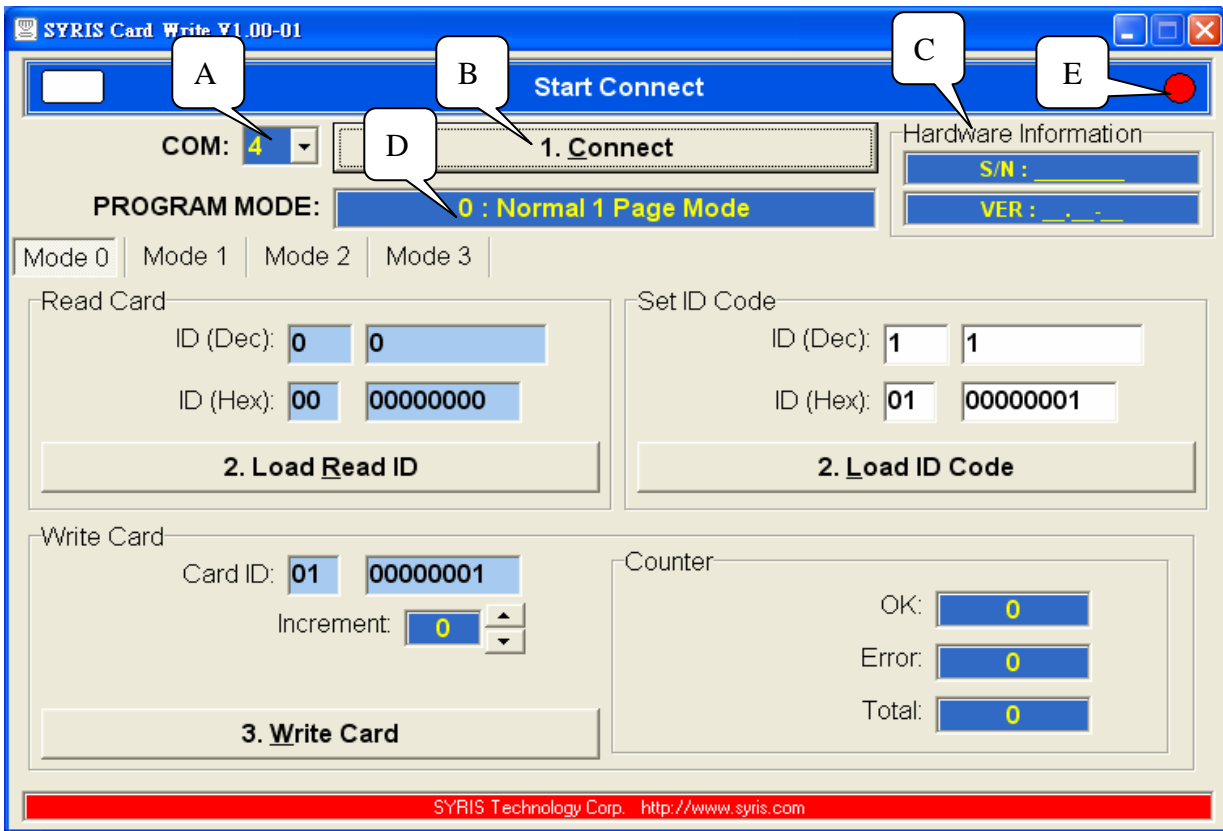 SYRIS Card Write V1.00-01
A
B
C
E
Start Connect
COM: 4
D
1. Connect
Hardware Information
S/N : _______
PROGRAM MODE: 0 : Normal 1 Page Mode
VER : __.__-__
Mode 0 Mode 1 Mode 2 Mode 3
Read Card
ID (Dec): 0 0
ID (Hex): 00 00000000
2. Load Read ID
Set ID Code
ID (Dec): 1 1
ID (Hex): 01 00000001
2. Load ID Code
Write Card
Card ID: 01 00000001
Increment: 0
3. Write Card
Counter
OK: 0
Error: 0
Total: 0
SYRIS Technology Corp. http://www.syris.com